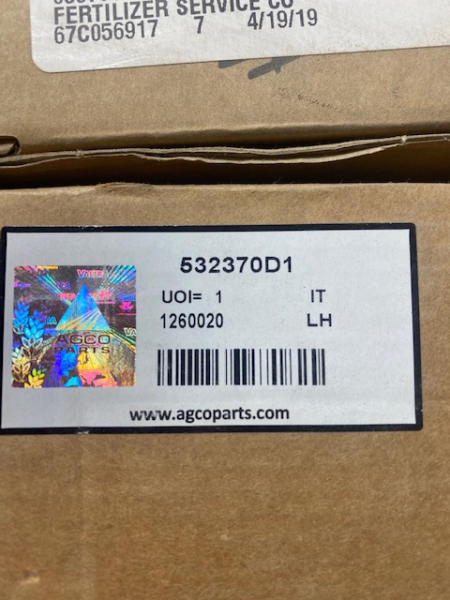 FERTILIZER SERVICE CO
67C056917 7 4/19/19
532370D1
UOI= 1 IT
1260020 LH
VALTRA
AGCO
PARTS
www.agcoparts.com